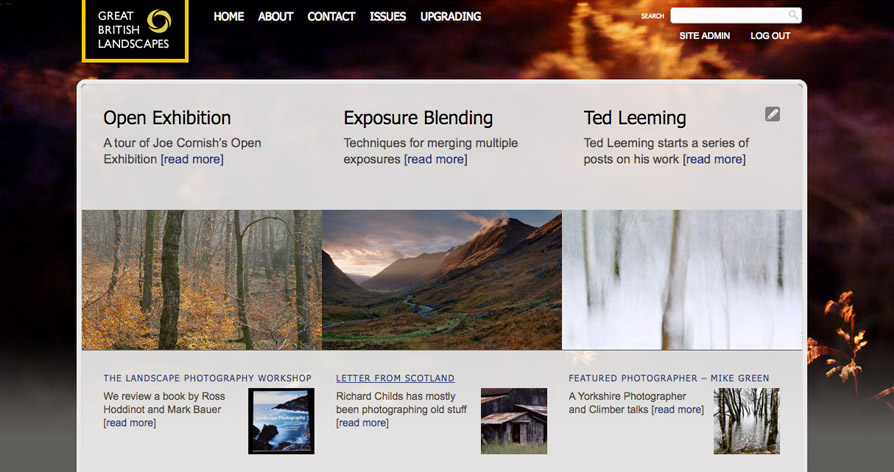 GREAT
BRITISH
LANDSCAPES
HOME ABOUT CONTACT ISSUES UPGRADING
SEARCH
SITE ADMIN LOG OUT
Open Exhibition
A tour of Joe Cornish's Open
Exhibition [read more]
Exposure Blending
Techniques for merging multiple
exposures [read more]
Ted Leeming
Ted Leeming starts a series of
posts on his work [read more]
THE LANDSCAPE PHOTOGRAPHY WORKSHOP
We review a book by Ross
Hoddinot and Mark Bauer
[read more]
Landscape Photography
LETTER FROM SCOTLAND
Richard Childs has mostly
been photographing old stuff
[read more]
FEATURED PHOTOGRAPHER – MIKE GREEN
A Yorkshire Photographer
and Climber talks [read more]